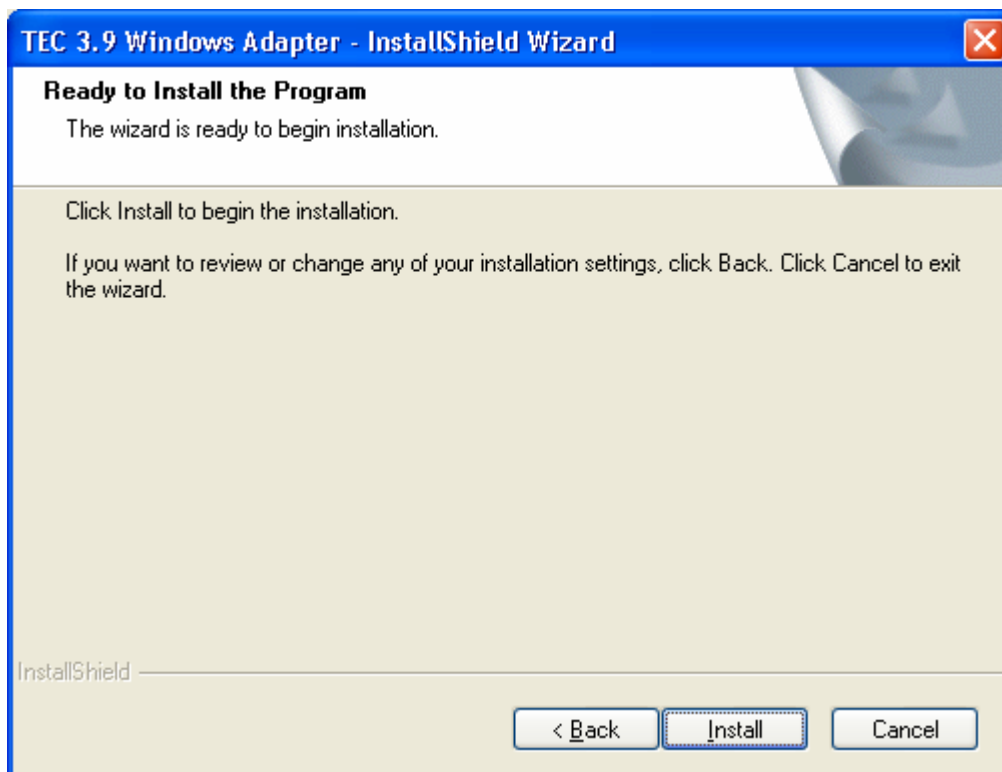 TEC 3.9 Windows Adapter - InstallShield Wizard
Ready to Install the Program
The wizard is ready to begin installation.
Click Install to begin the installation.
If you want to review or change any of your installation settings, click Back. Click Cancel to exit
the wizard.
InstallShield
< Back Install Cancel